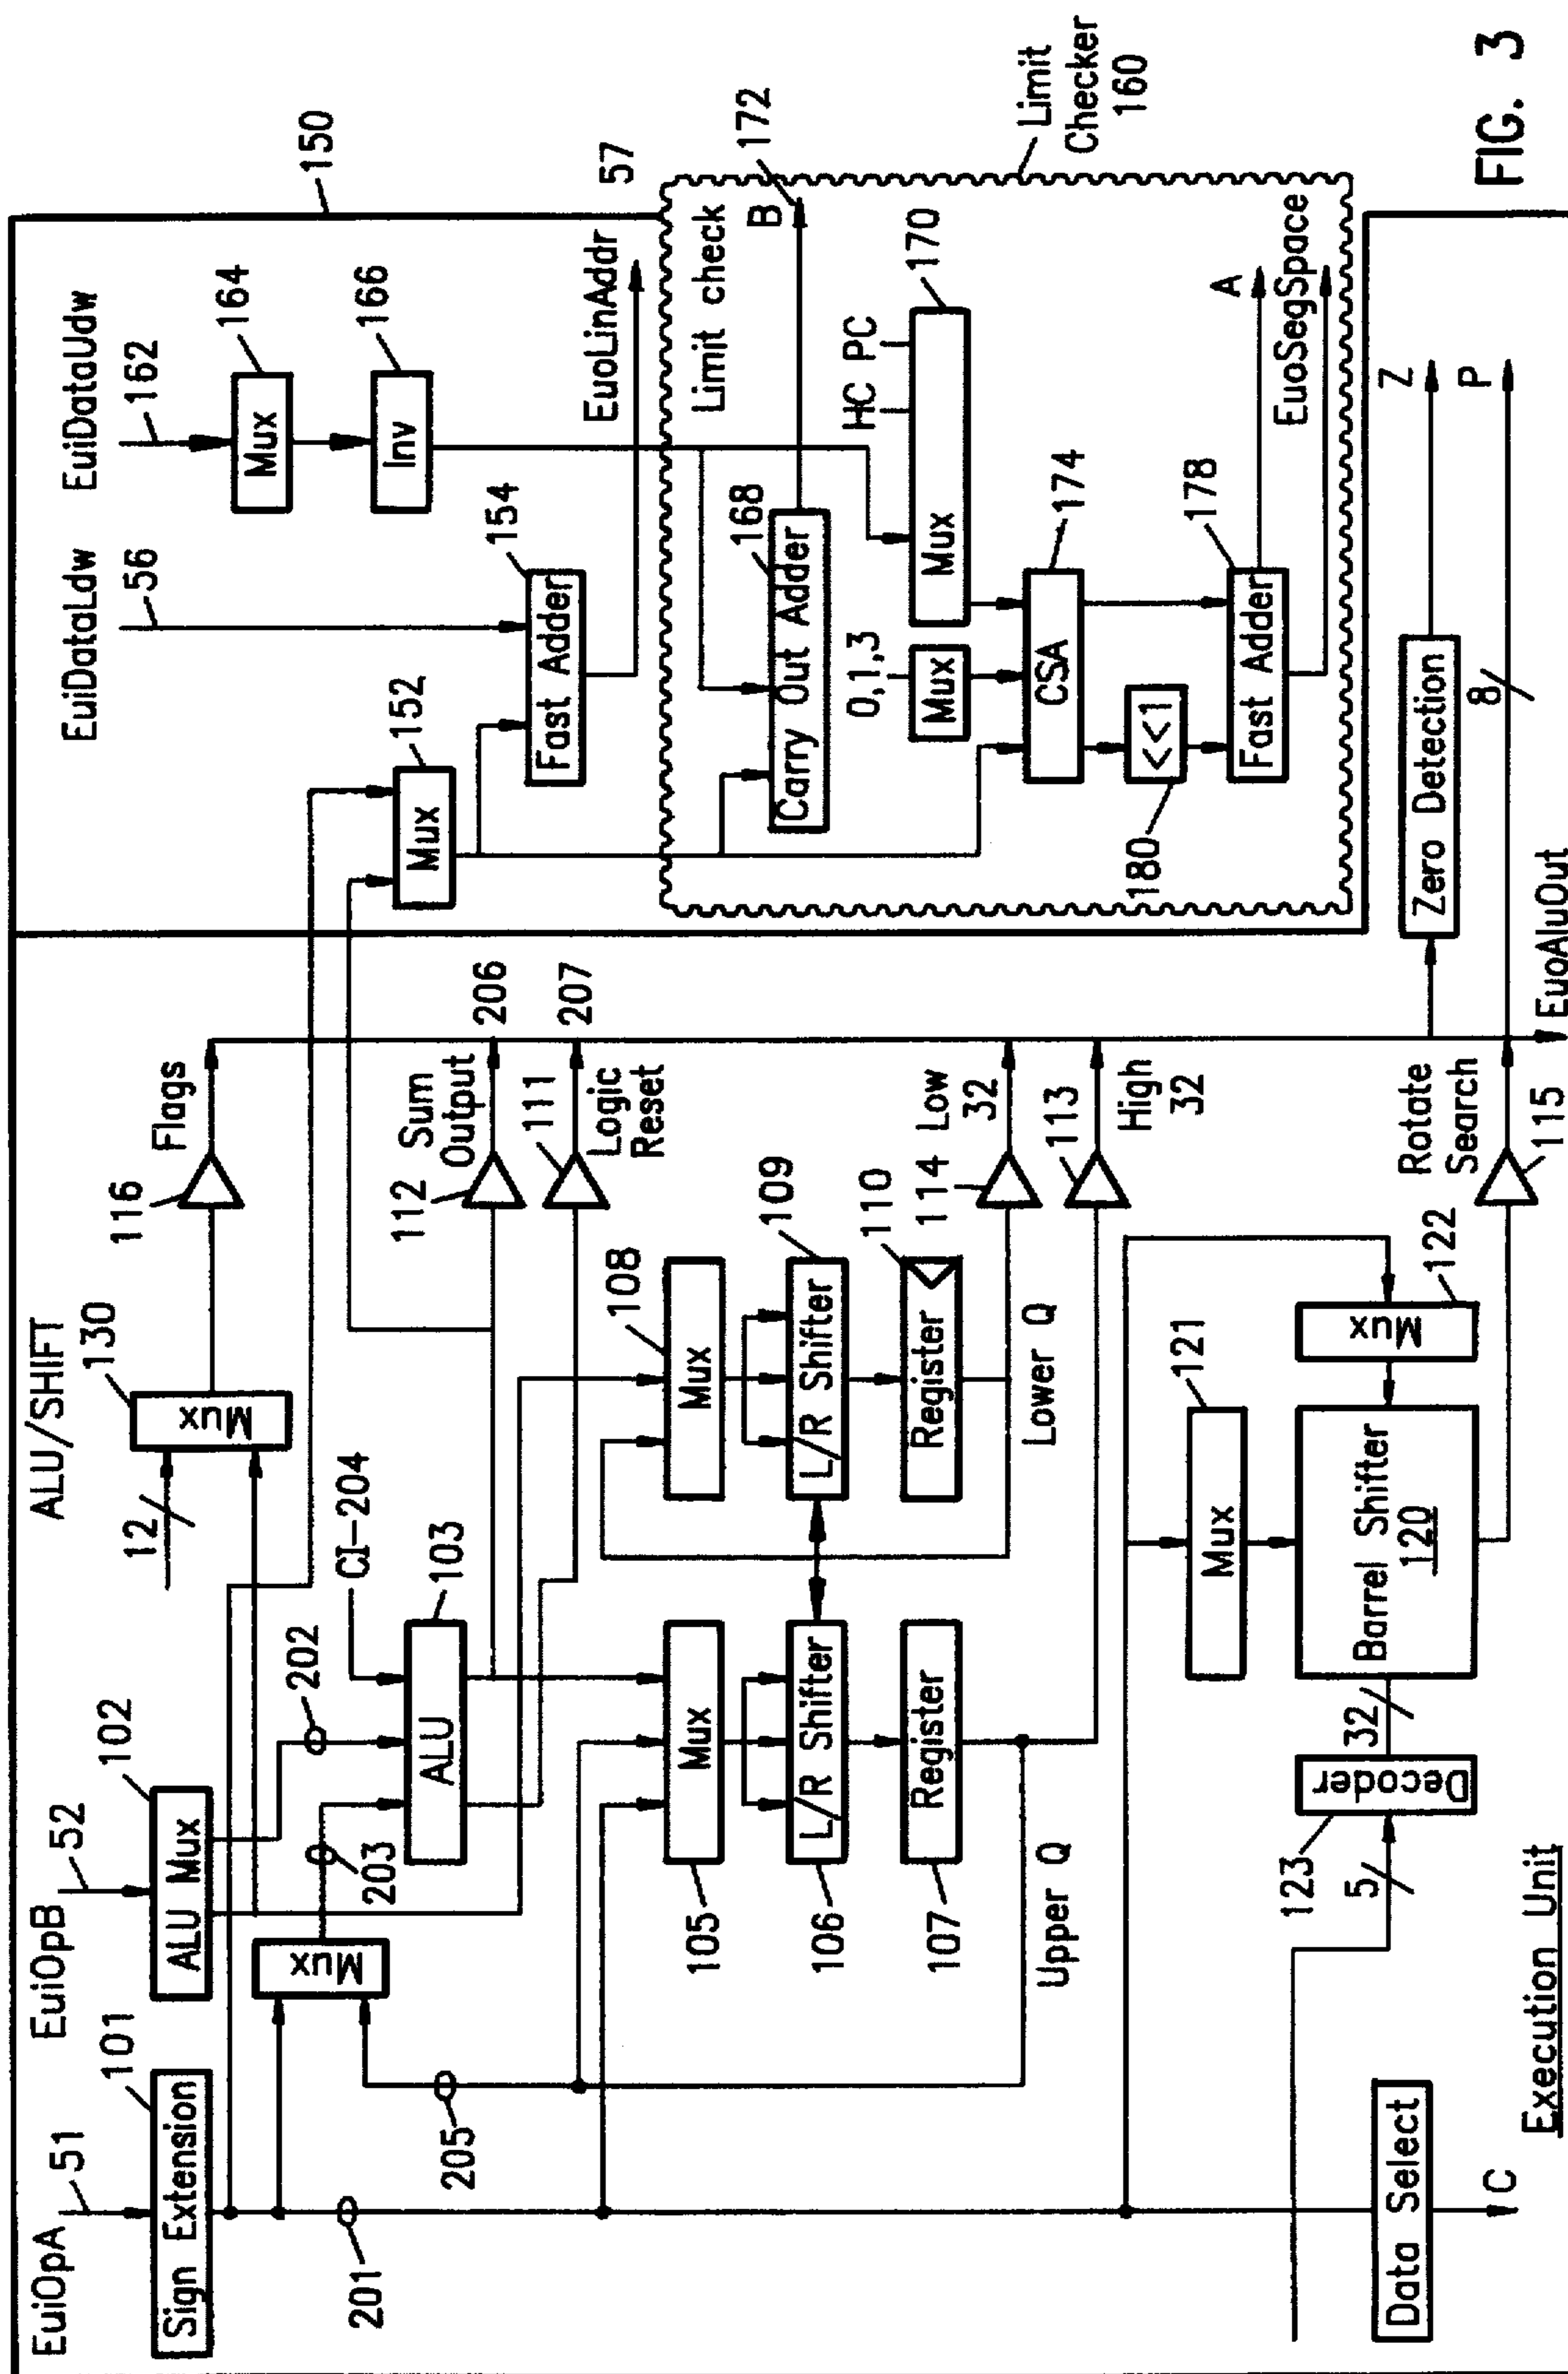 ALU/SHIFT
EuiOpA
51
101
Sign Extension
EuiOpB
52
102
ALU Mux
12
130
Mux
116
Flags
EuiDataLdw
56
EuiDataUdw
162
150
Mux
164
Inv
166
Mux
152
Fast Adder
154
EuoLinAddr
57
201
Mux
203
202
CI-204
205
ALU
103
112
Sum
Output
206
111
Logic
Reset
207
Limit check
Carry Out Adder
168
B
172
Limit
Checker
160
105
Mux
108
Mux
106
L/R Shifter
109
L/R Shifter
107
Register
110
Register
Upper Q
Lower Q
114
Low
32
113
High
32
0,1,3
Mux
HC
PC
Mux
170
CSA
174
<<1
180
Fast Adder
178
A
EuoSegSpace
121
Mux
122
Mux
Barrel Shifter
120
32
Decoder
123
5
Rotate
Search
115
Zero Detection
Z
8
P
EuoAluOut
Data Select
C
Execution Unit
FIG. 3